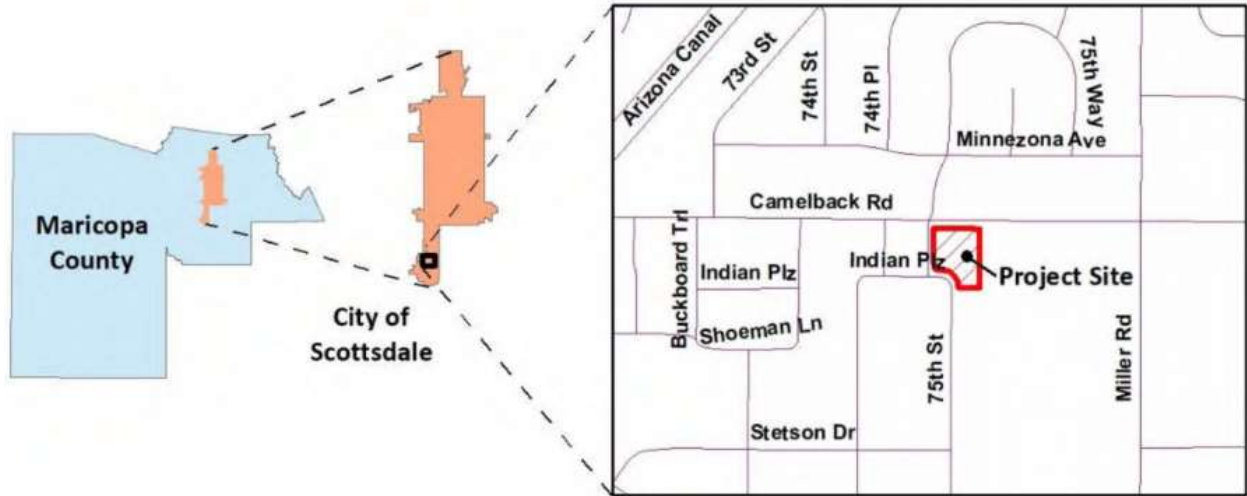 Maricopa
County
City of
Scottsdale
Arizona Canal
73rd St
74th St
74th Pl
75th Way
Minnezona Ave
Camelback Rd
Buckboard Trl
Indian Plz
Indian Plz
Project Site
Shoeman Ln
75th St
Miller Rd
Stetson Dr